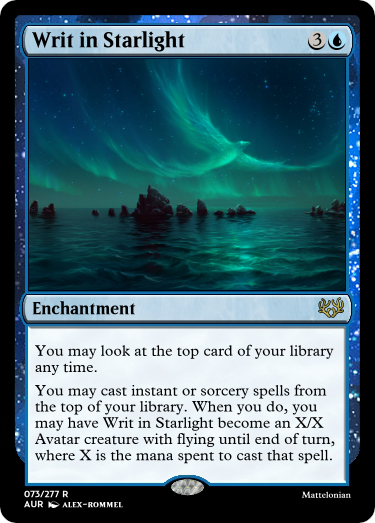 Writ in Starlight 3
Enchantment
You may look at the top card of your library
any time.
You may cast instant or sorcery spells from
the top of your library. When you do, you
may have Writ in Starlight become an X/X
Avatar creature with flying until end of turn,
where X is the mana spent to cast that spell.
073/277 R
AUR ALEX-ROMMEL
Mattelonian